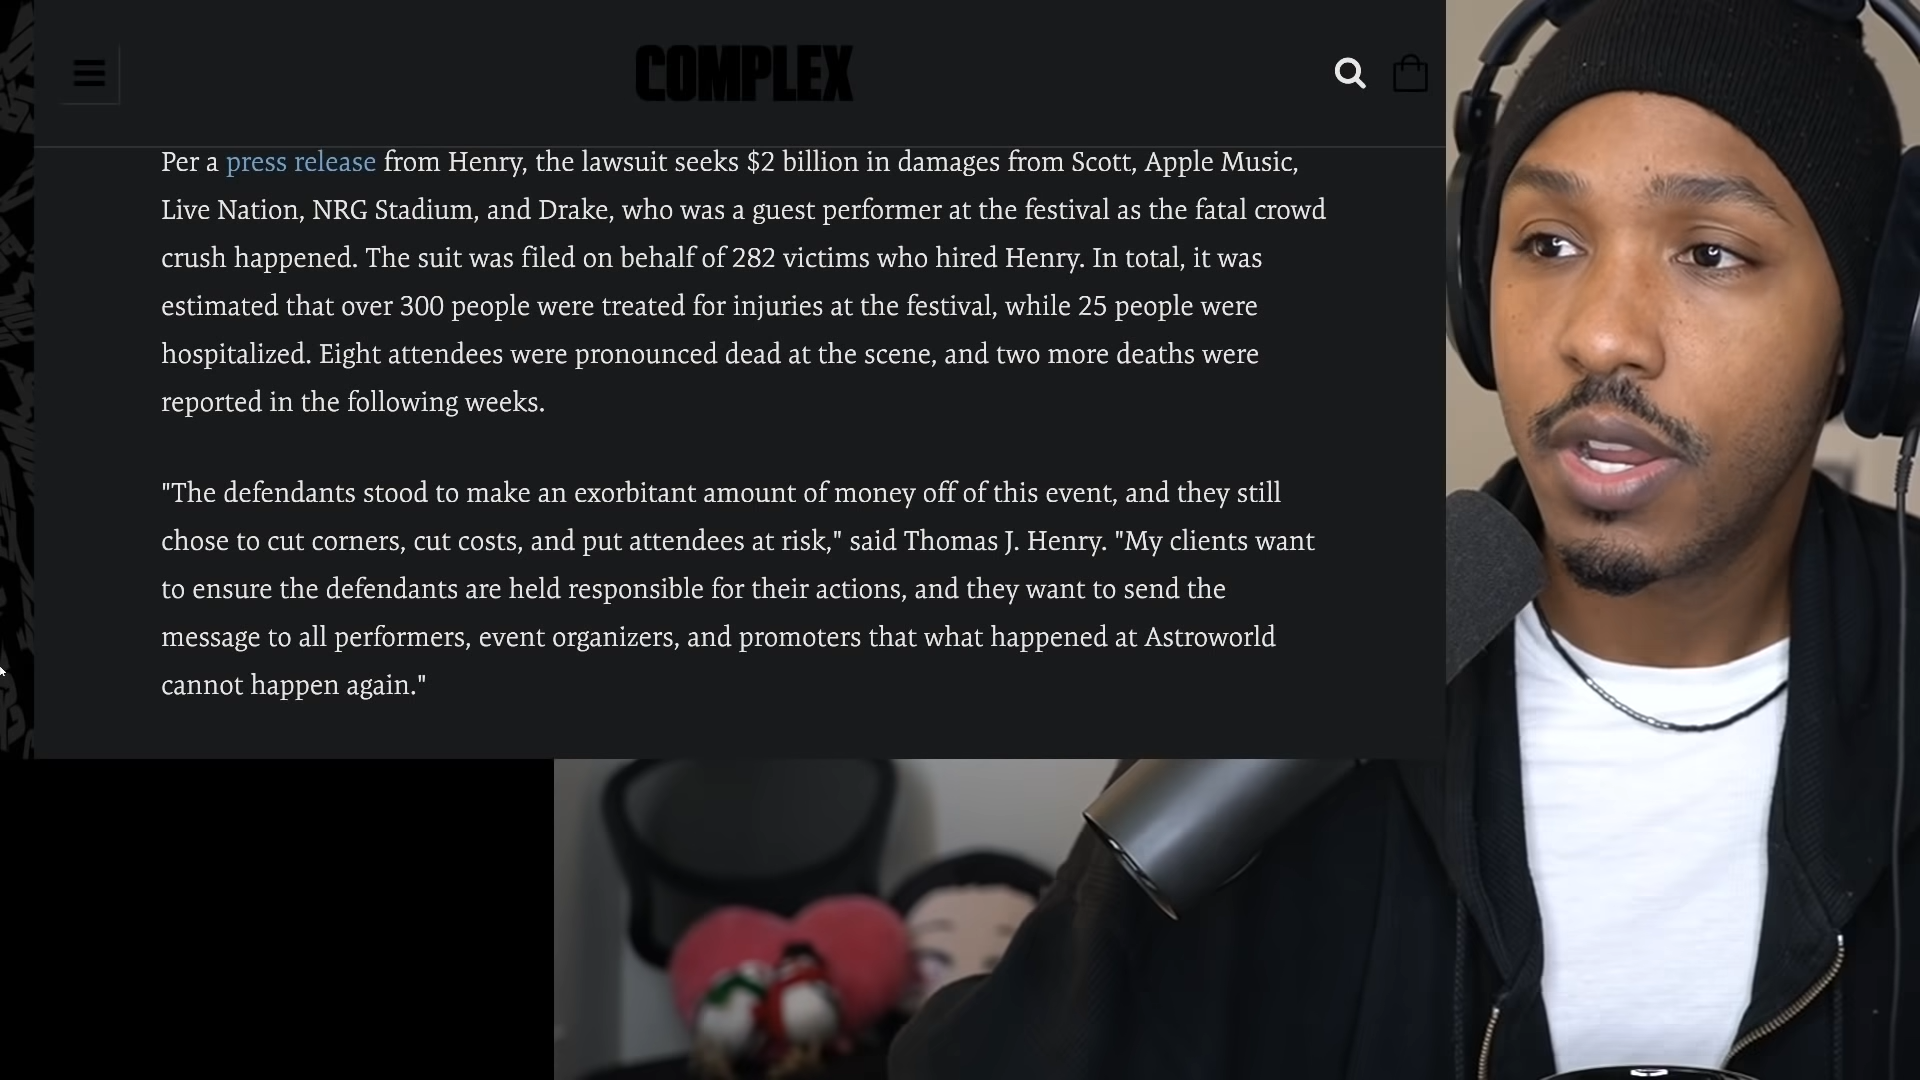 COMPLEX
Per a press release from Henry, the lawsuit seeks $2 billion in damages from Scott, Apple Music,
Live Nation, NRG Stadium, and Drake, who was a guest performer at the festival as the fatal crowd
crush happened. The suit was filed on behalf of 282 victims who hired Henry. In total, it was
estimated that over 300 people were treated for injuries at the festival, while 25 people were
hospitalized. Eight attendees were pronounced dead at the scene, and two more deaths were
reported in the following weeks.
"The defendants stood to make an exorbitant amount of money off of this event, and they still
chose to cut corners, cut costs, and put attendees at risk," said Thomas J. Henry. "My clients want
to ensure the defendants are held responsible for their actions, and they want to send the
message to all performers, event organizers, and promoters that what happened at Astroworld
cannot happen again."